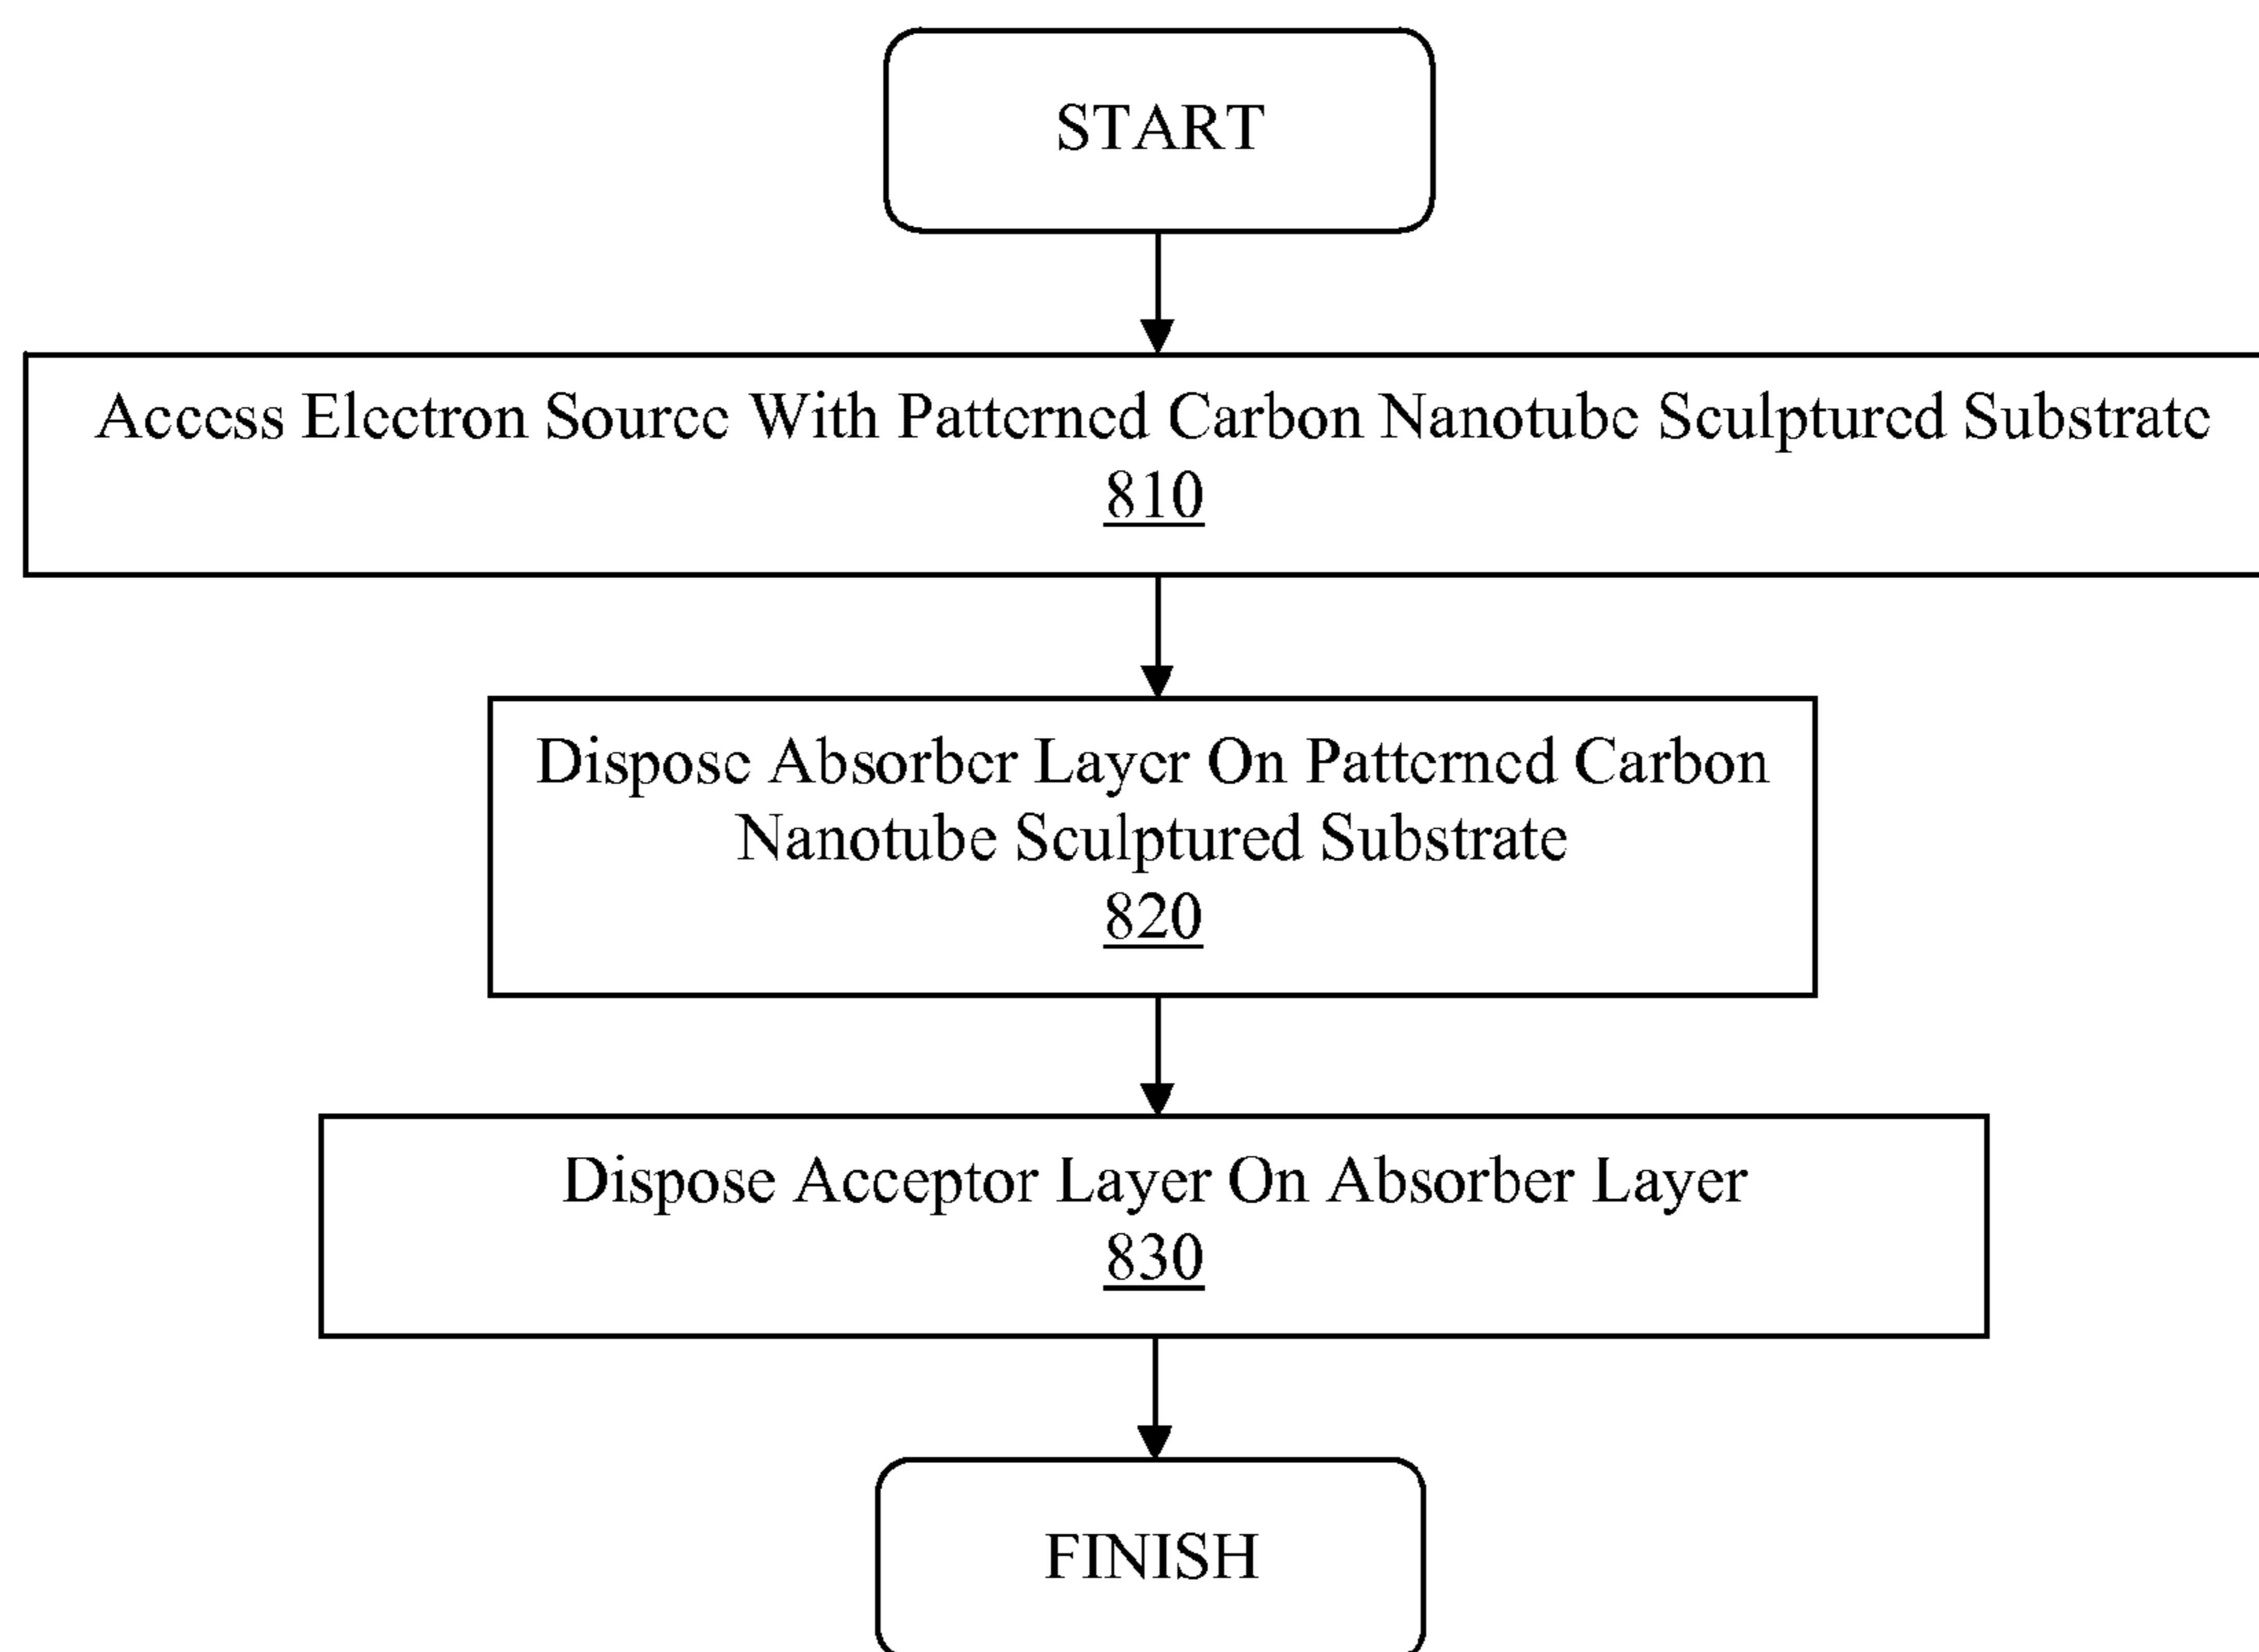 START
Access Electron Source With Patterned Carbon Nanotube Sculptured Substrate
810
Dispose Absorber Layer On Patterned Carbon
Nanotube Sculptured Substrate
820
Dispose Acceptor Layer On Absorber Layer
830
FINISH